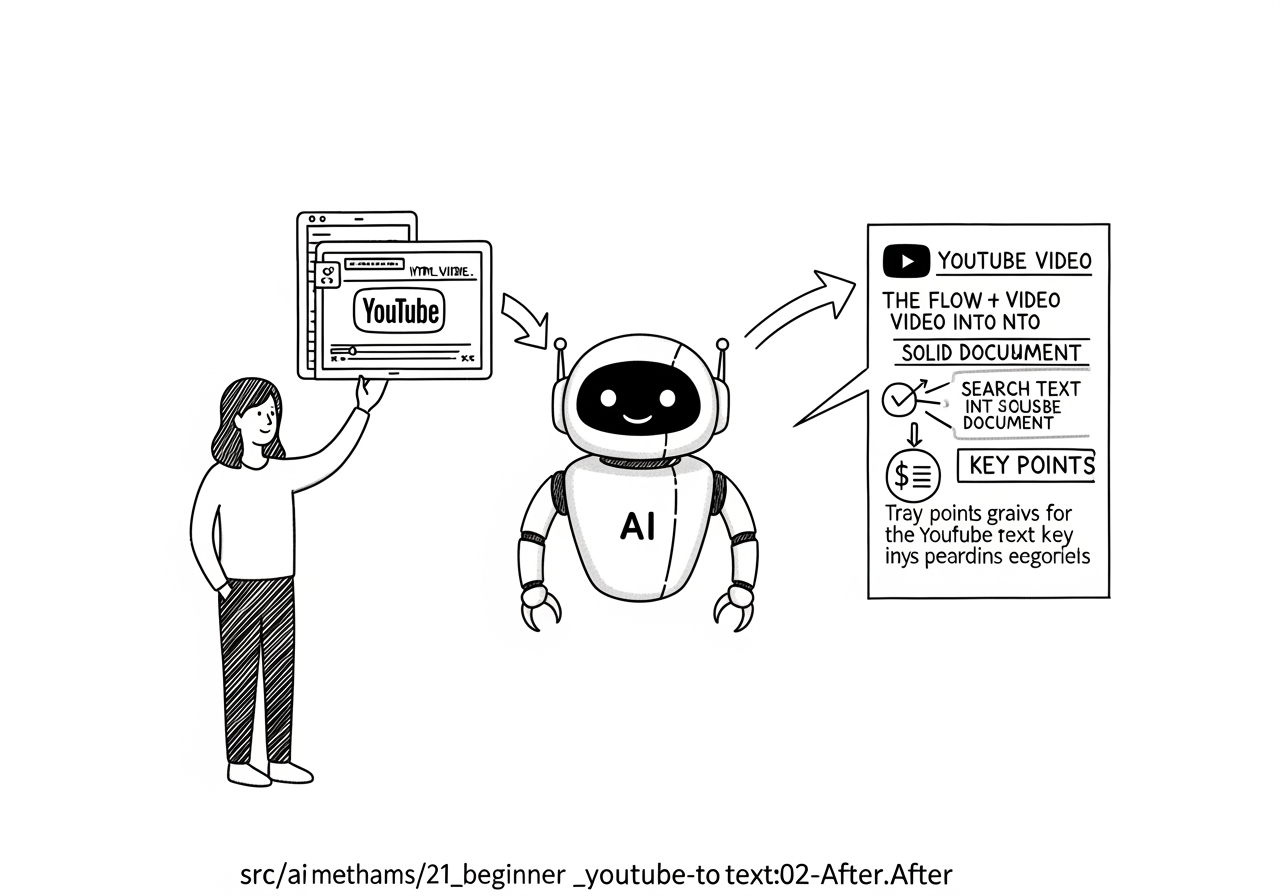 YouTube
YOUTUBE VIDEO
THE FLOW + VIDEO
VIDEO INTO NTO
SOLID DOCUUMENT
SEARCH TEXT
INT SOUSBE
DOCUMENT
$
KEY POINTS
Tray points graivs for
the Youfube text key
inys peardins eegoriels
AI
src/ai methams/21_beginner _youtube-to text:02-After.After